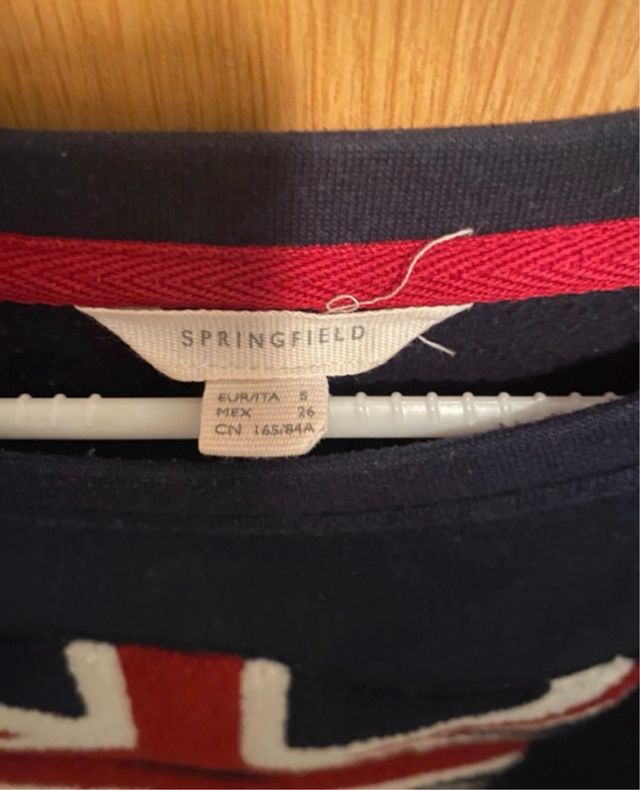 SPRINGFIELD
EUR/ITA S
MEX 26
CN 165/84A